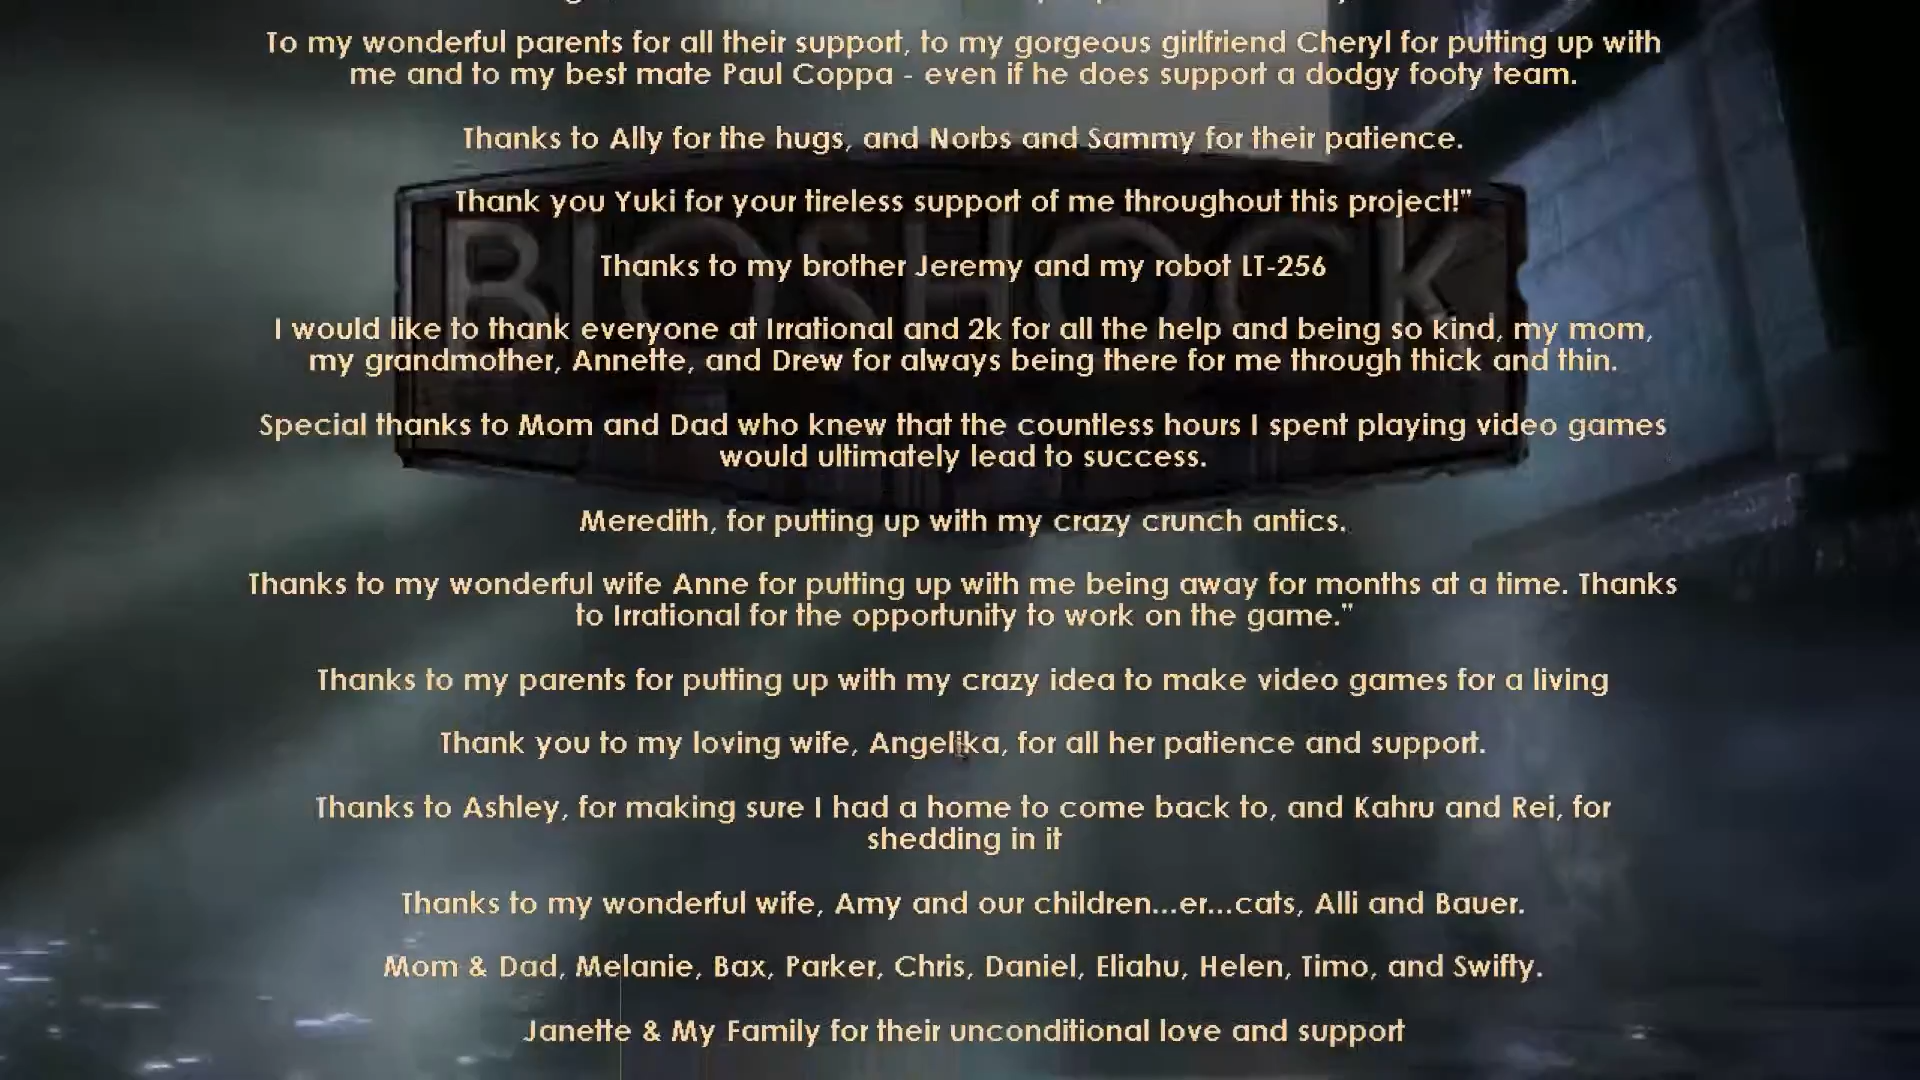 To my wonderful parents for all their support, to my gorgeous girlfriend Cheryl for putting up with
me and to my best mate Paul Coppa - even if he does support a dodgy footy team.
Thanks to Ally for the hugs, and Norbs and Sammy for their patience.
Thank you Yuki for your tireless support of me throughout this project!"
BIOSHOCK
Thanks to my brother Jeremy and my robot LT-256
I would like to thank everyone at Irrational and 2k for all the help and being so kind, my mom,
my grandmother, Annette, and Drew for always being there for me through thick and thin.
Special thanks to Mom and Dad who knew that the countless hours I spent playing video games
would ultimately lead to success.
Meredith, for putting up with my crazy crunch antics.
Thanks to my wonderful wife Anne for putting up with me being away for months at a time. Thanks
to Irrational for the opportunity to work on the game."
Thanks to my parents for putting up with my crazy idea to make video games for a living
Thank you to my loving wife, Angelika, for all her patience and support.
Thanks to Ashley, for making sure I had a home to come back to, and Kahru and Rei, for
shedding in it
Thanks to my wonderful wife, Amy and our children...er...cats, Alli and Bauer.
Mom & Dad, Melanie, Bax, Parker, Chris, Daniel, Eliahu, Helen, Timo, and Swifty.
Janette & My Family for their unconditional love and support